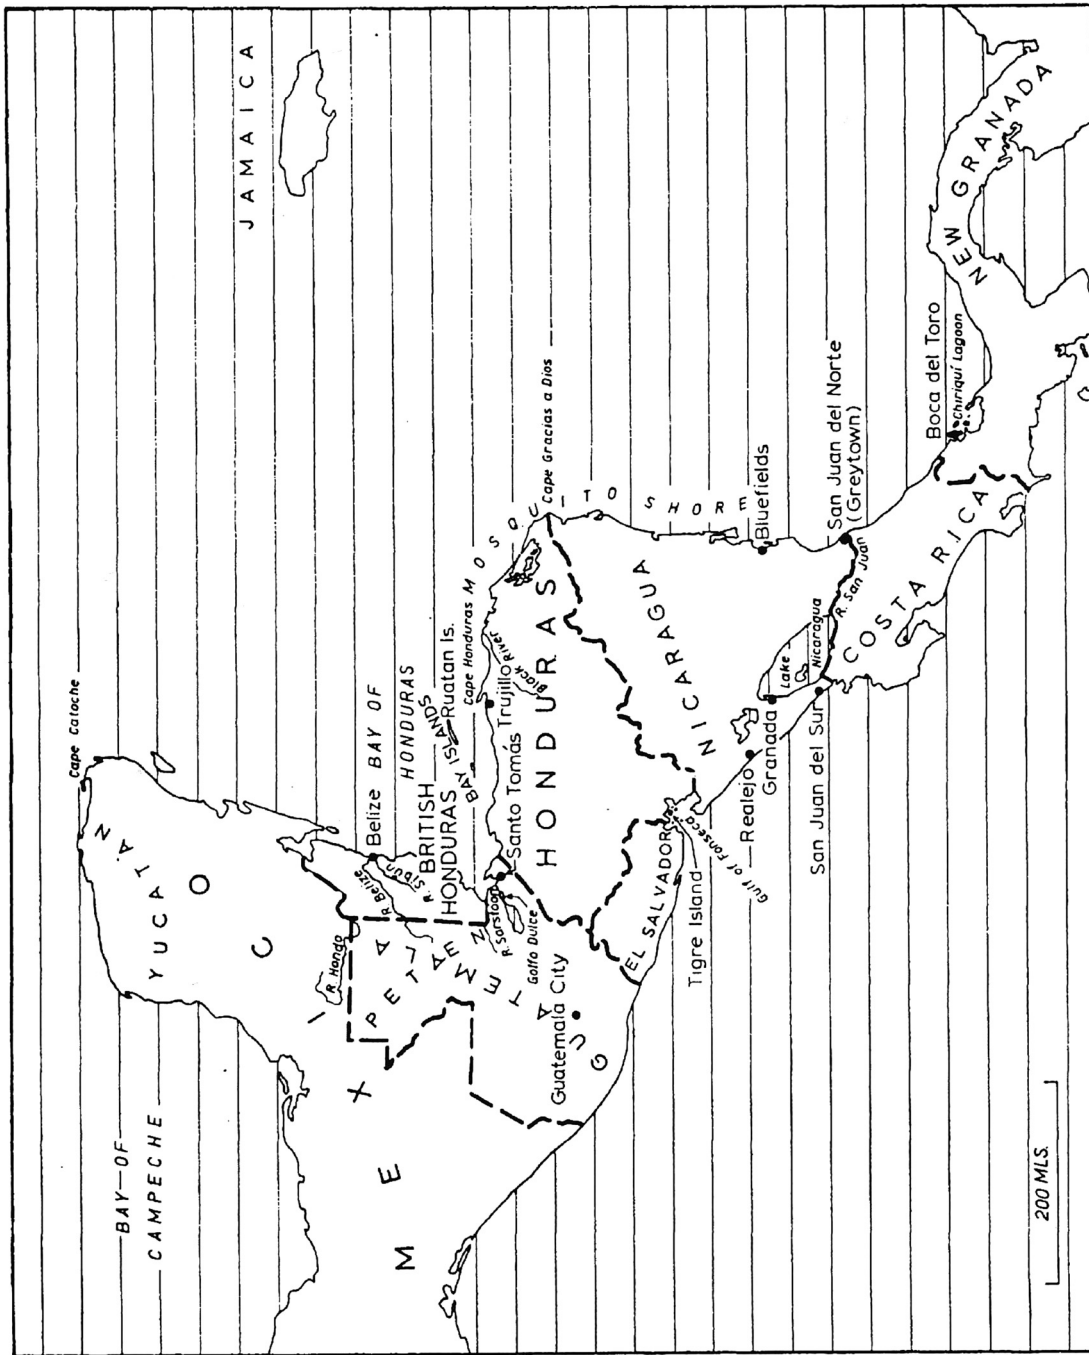 JAMAICA
Cape Catoche
YUCATÁN
BAY OF
CAMPECHE
MEXICO
R. Hondo
Belize
BAY OF
HONDURAS
R Belize
R. Sibun
BRITISH
HONDURAS
BAY ISLANDS
Ruatan Is.
PETLA
PETÉN
R. Sarstoon
Golfo Dulce
Santo Tomás
Trujillo
Cape Honduras
Black River
MOSQUITO SHORE
Cape Gracias a Dios
GUATEMALA
Guatemala City
HONDURAS
EL SALVADOR
Tigre Island
Gulf of Fonseca
NICARAGUA
Realejo
Granada
Lake
Nicaragua
San Juan del Sur
Bluefields
San Juan del Norte
(Greytown)
R. San Juan
COSTA RICA
Boca del Toro
Chiriquí Lagoon
NEW GRANADA
200 MLS.